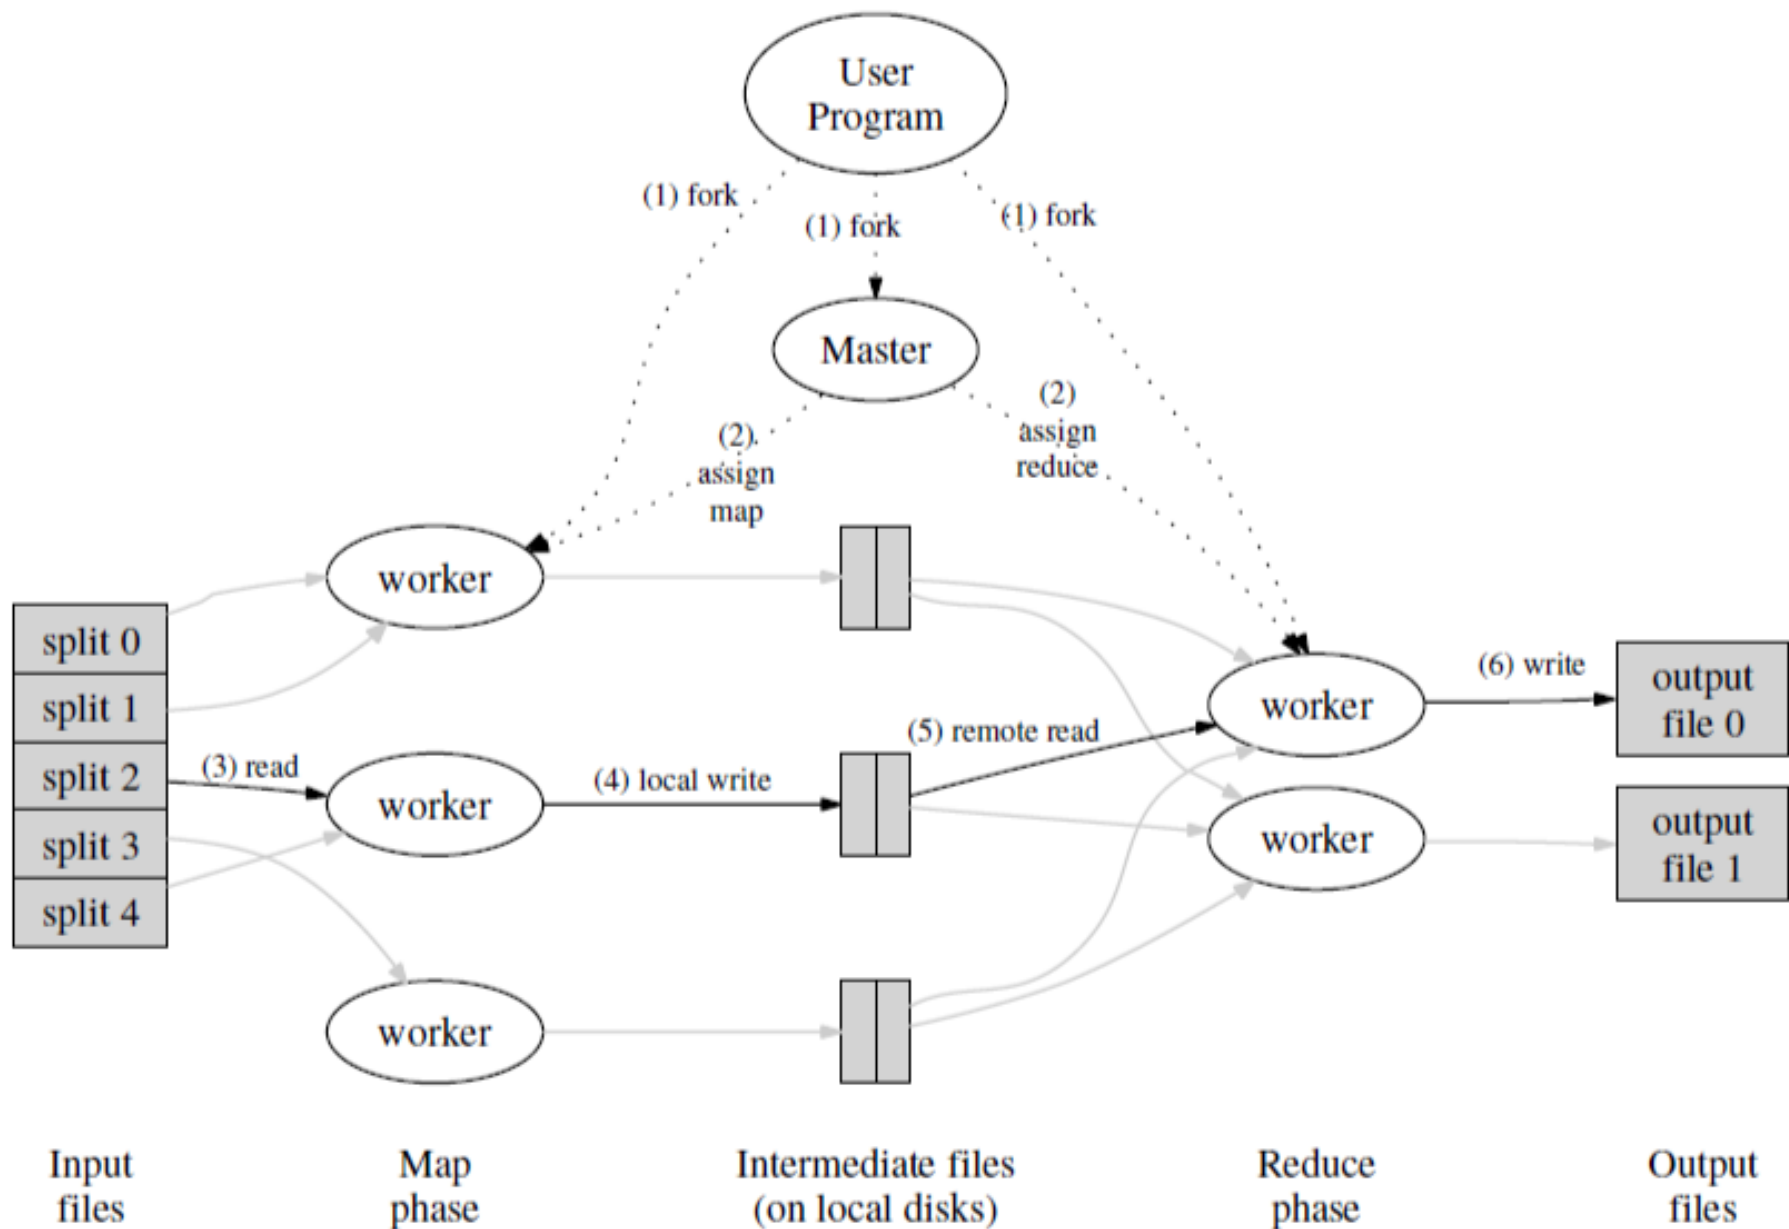 User
Program
(1) fork
(1) fork
(1) fork
Master
(2)
assign
map
(2)
assign
reduce
split 0
split 1
split 2
split 3
split 4
(3) read
worker
worker
worker
(4) local write
(5) remote read
worker
worker
(6) write
output
file 0
output
file 1
Input
files
Map
phase
Intermediate files
(on local disks)
Reduce
phase
Output
files